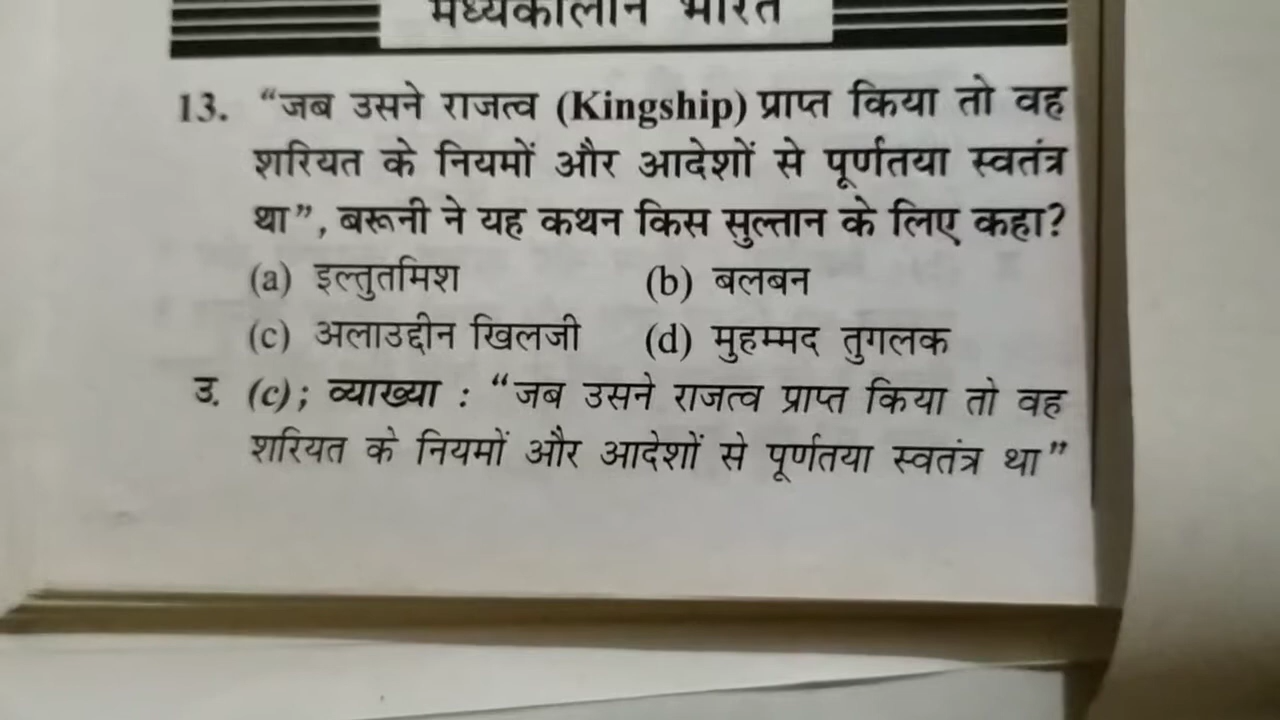 मध्यकालीन भारत
13. “जब उसने राजत्व (Kingship) प्राप्त किया तो वह
शरियत के नियमों और आदेशों से पूर्णतया स्वतंत्र
था”, बरूनी ने यह कथन किस सुल्तान के लिए कहा?
(a) इल्तुतमिश (b) बलबन
(c) अलाउद्दीन खिलजी (d) मुहम्मद तुगलक
उ. (c); व्याख्या : “जब उसने राजत्व प्राप्त किया तो वह
शरियत के नियमों और आदेशों से पूर्णतया स्वतंत्र था”